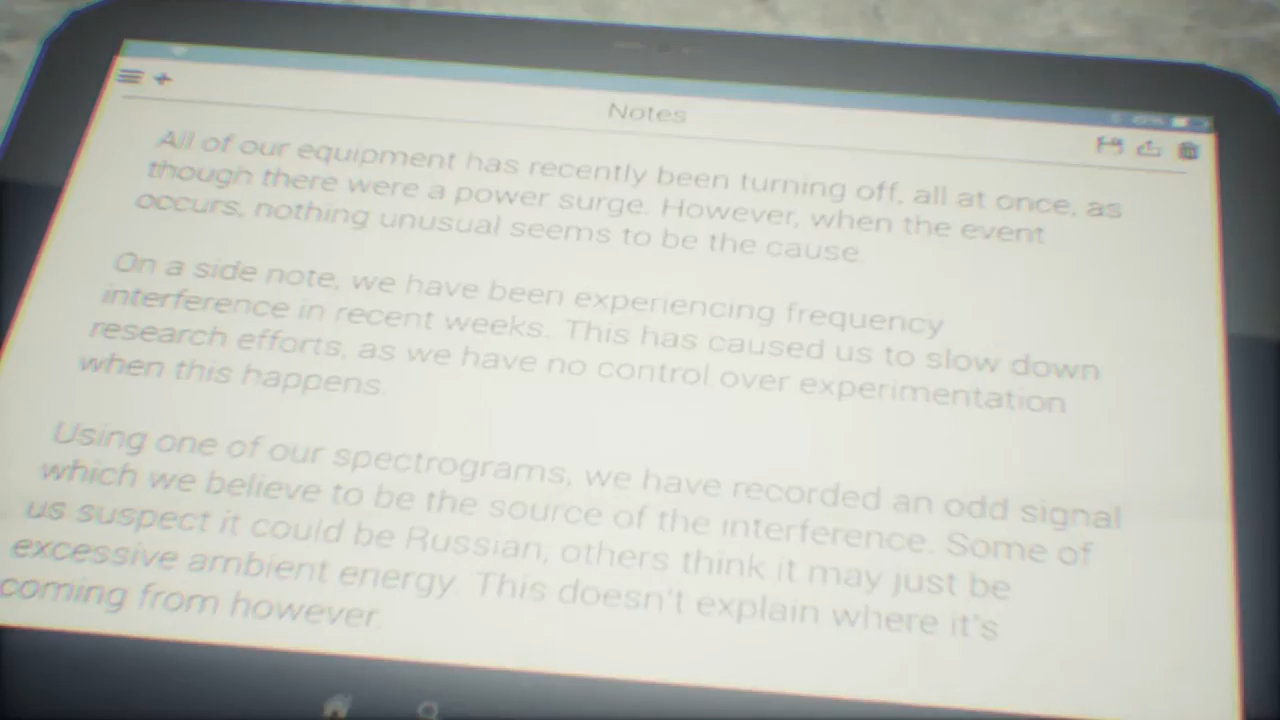 Notes
All of our equipment has recently been turning off, all at once, as
though there were a power surge. However, when the event
occurs, nothing unusual seems to be the cause.
On a side note, we have been experiencing frequency
interference in recent weeks. This has caused us to slow down
research efforts, as we have no control over experimentation
when this happens.
Using one of our spectrograms, we have recorded an odd signal
which we believe to be the source of the interference. Some of
us suspect it could be Russian, others think it may just be
excessive ambient energy. This doesn't explain where it's
coming from however.